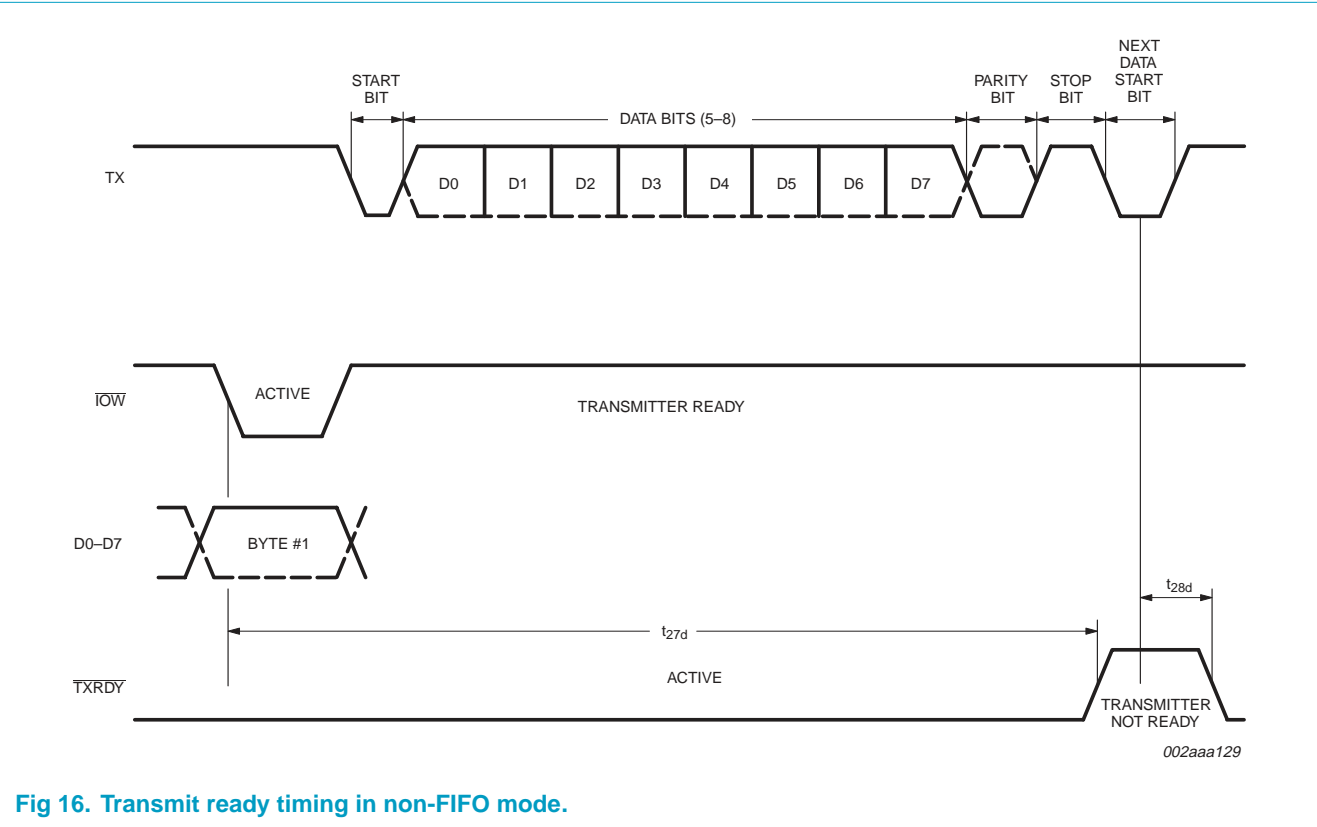 NEXT
DATA
START
BIT
START
BIT
PARITY
BIT
STOP
BIT
DATA BITS (5–8)
TX
D0
D1
D2
D3
D4
D5
D6
D7
IOW
ACTIVE
TRANSMITTER READY
D0–D7
BYTE #1
t28d
t27d
TXRDY
ACTIVE
TRANSMITTER
NOT READY
002aaa129
Fig 16. Transmit ready timing in non-FIFO mode.